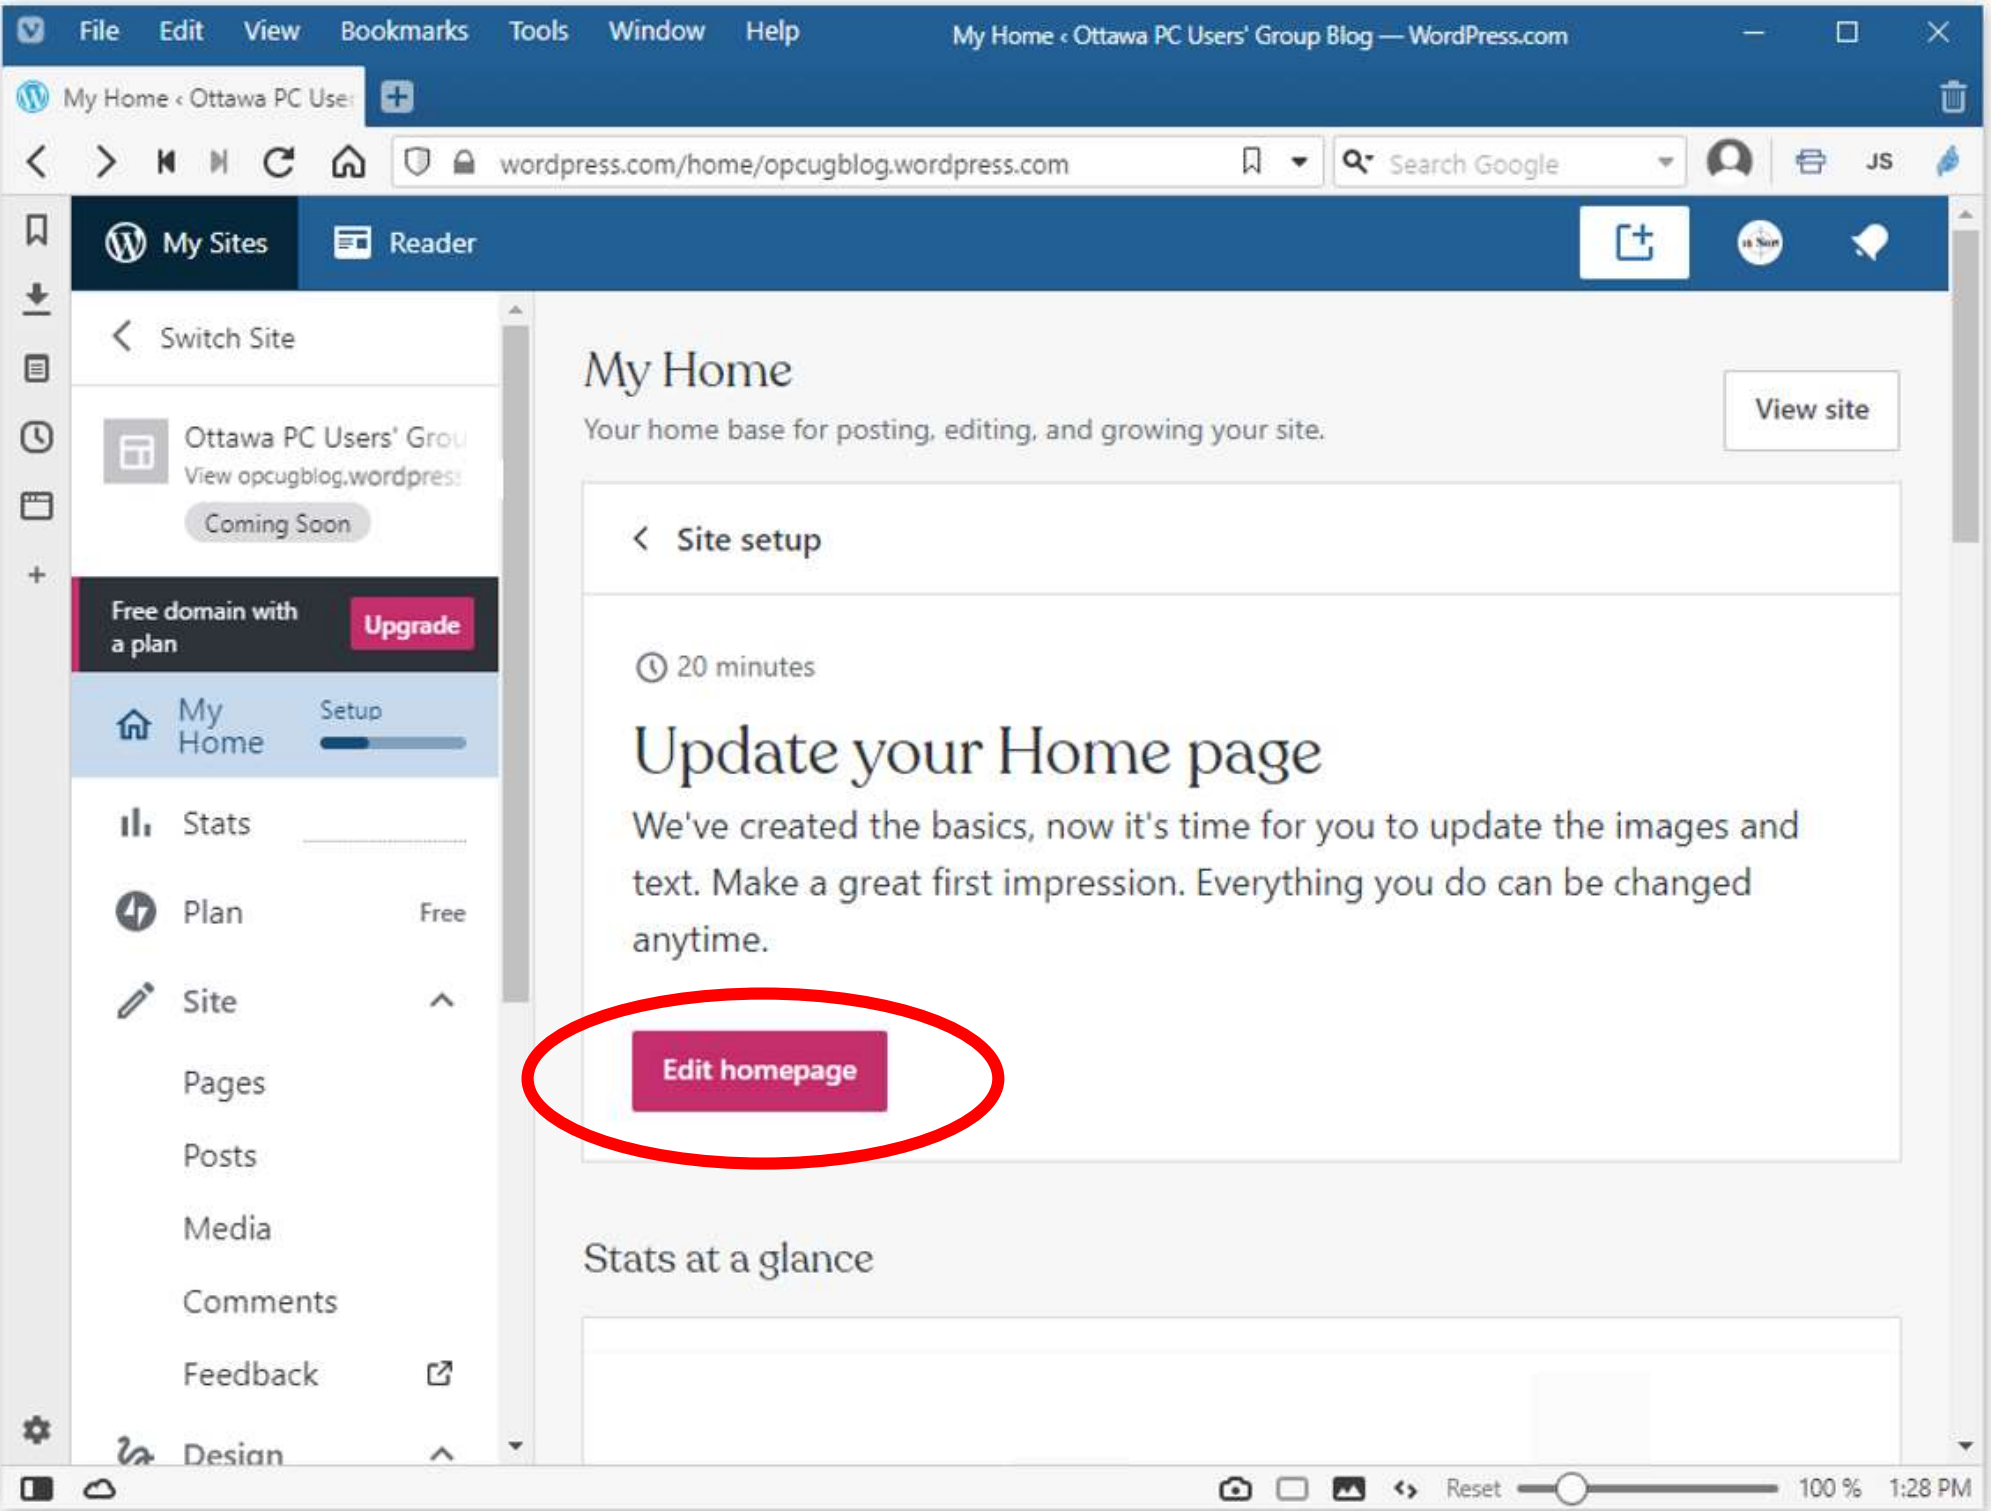 File Edit View Bookmarks Tools Window Help My Home ‹ Ottawa PC Users' Group Blog — WordPress.com
My Home ‹ Ottawa PC User
wordpress.com/home/opcugblog.wordpress.com Search Google JS
My Sites Reader
Switch Site
Ottawa PC Users' Grou
View opcugblog.wordpress
Coming Soon
Free domain with
a plan
Upgrade
My
Home
Setup
Stats
Plan Free
Site
Pages
Posts
Media
Comments
Feedback
Design
My Home
Your home base for posting, editing, and growing your site.
View site
Site setup
20 minutes
Update your Home page
We've created the basics, now it's time for you to update the images and
text. Make a great first impression. Everything you do can be changed
anytime.
Edit homepage
Stats at a glance
Reset 100 % 1:28 PM